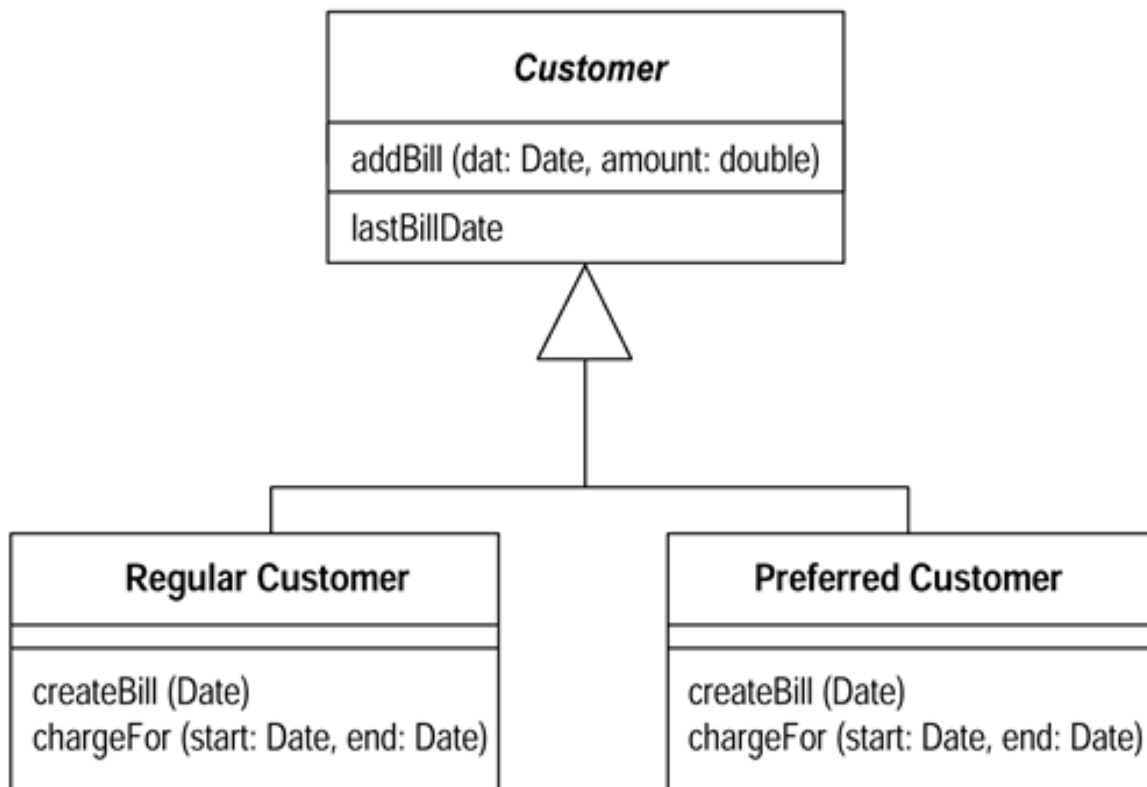 Customer
addBill (dat: Date, amount: double)
lastBillDate
Regular Customer
createBill (Date)
chargeFor (start: Date, end: Date)
Preferred Customer
createBill (Date)
chargeFor (start: Date, end: Date)